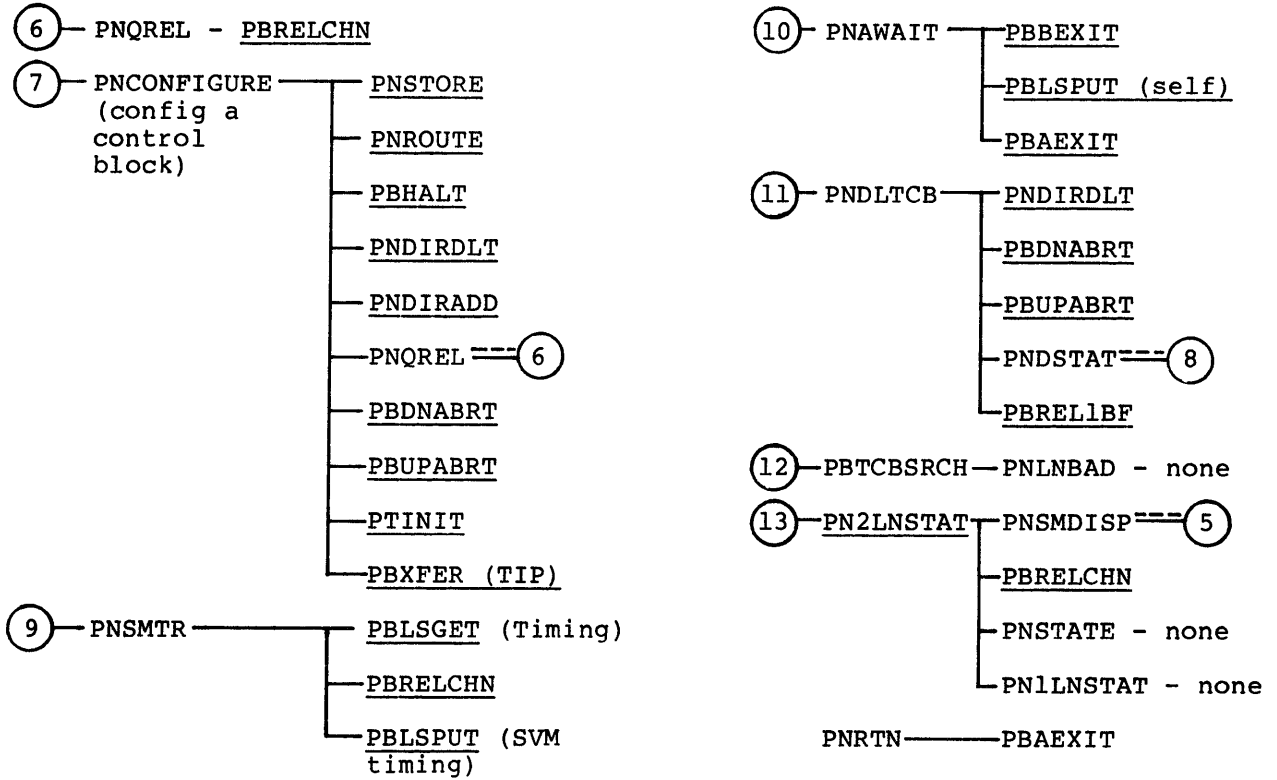 6 PNQREL - PBRELCHN
7 PNCONFIGURE PNSTORE
(config a
control PNROUTE
block)
PBHALT
PNDIRDLT
PNDIRADD
PNQREL 6
PBDNABRT
PBUPABRT
PTINIT
PBXFER (TIP)
9 PNSMTR PBLSGET (Timing)
PBRELCHN
PBLSPUT (SVM
timing)
10 PNAWAIT PBBEXIT
PBLSPUT (self)
PBAEXIT
11 PNDLTCB PNDIRDLT
PBDNABRT
PBUPABRT
PNDSTAT 8
PBREL1BF
12 PBTCBSRCH PNLNBAD - none
13 PN2LNSTAT PNSMDISP 5
PBRELCHN
PNSTATE - none
PN1LNSTAT - none
PNRTN PBAEXIT